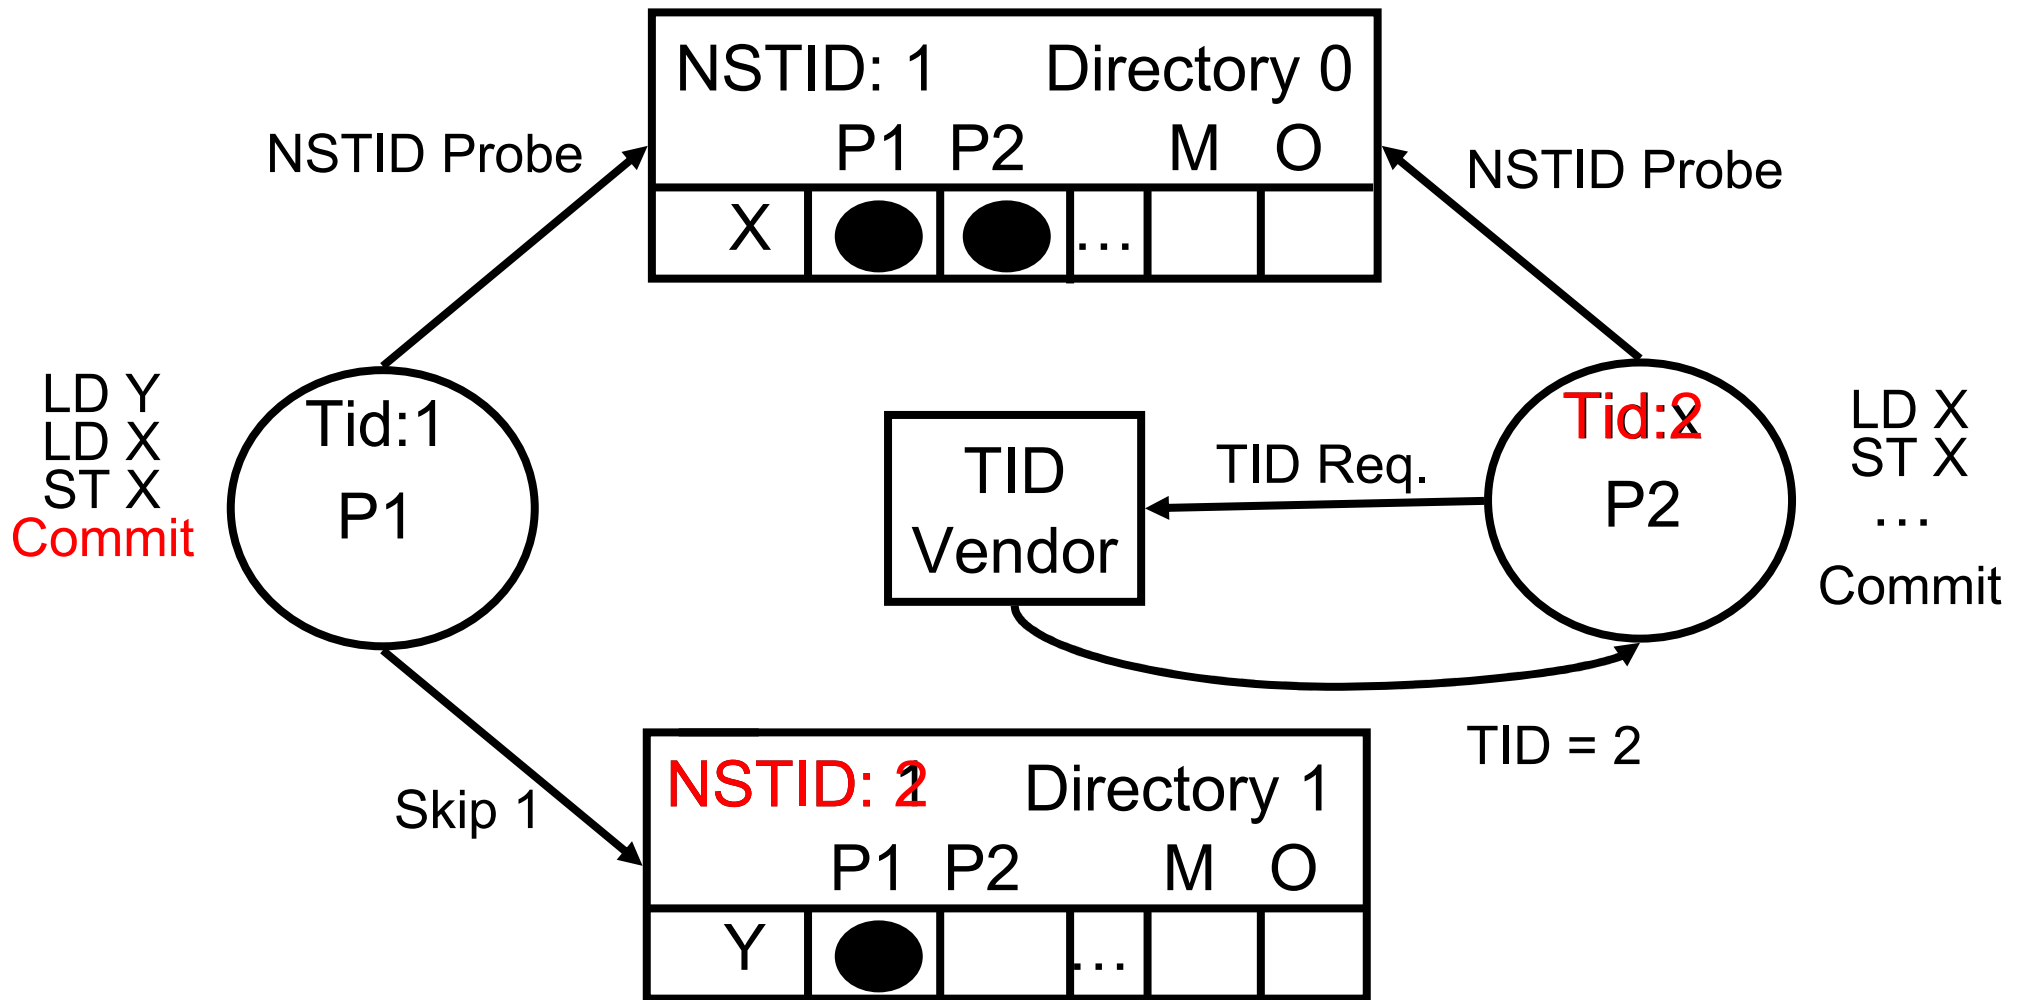 NSTID: 1 Directory 0
P1 P2 M O
X ...
NSTID Probe
NSTID Probe
LD Y
LD X
ST X
Commit
Tid:1
P1
TID
Vendor
TID Req.
Tid:2
P2
LD X
ST X
...
Commit
TID = 2
Skip 1
NSTID: 2 Directory 1
P1 P2 M O
Y ...